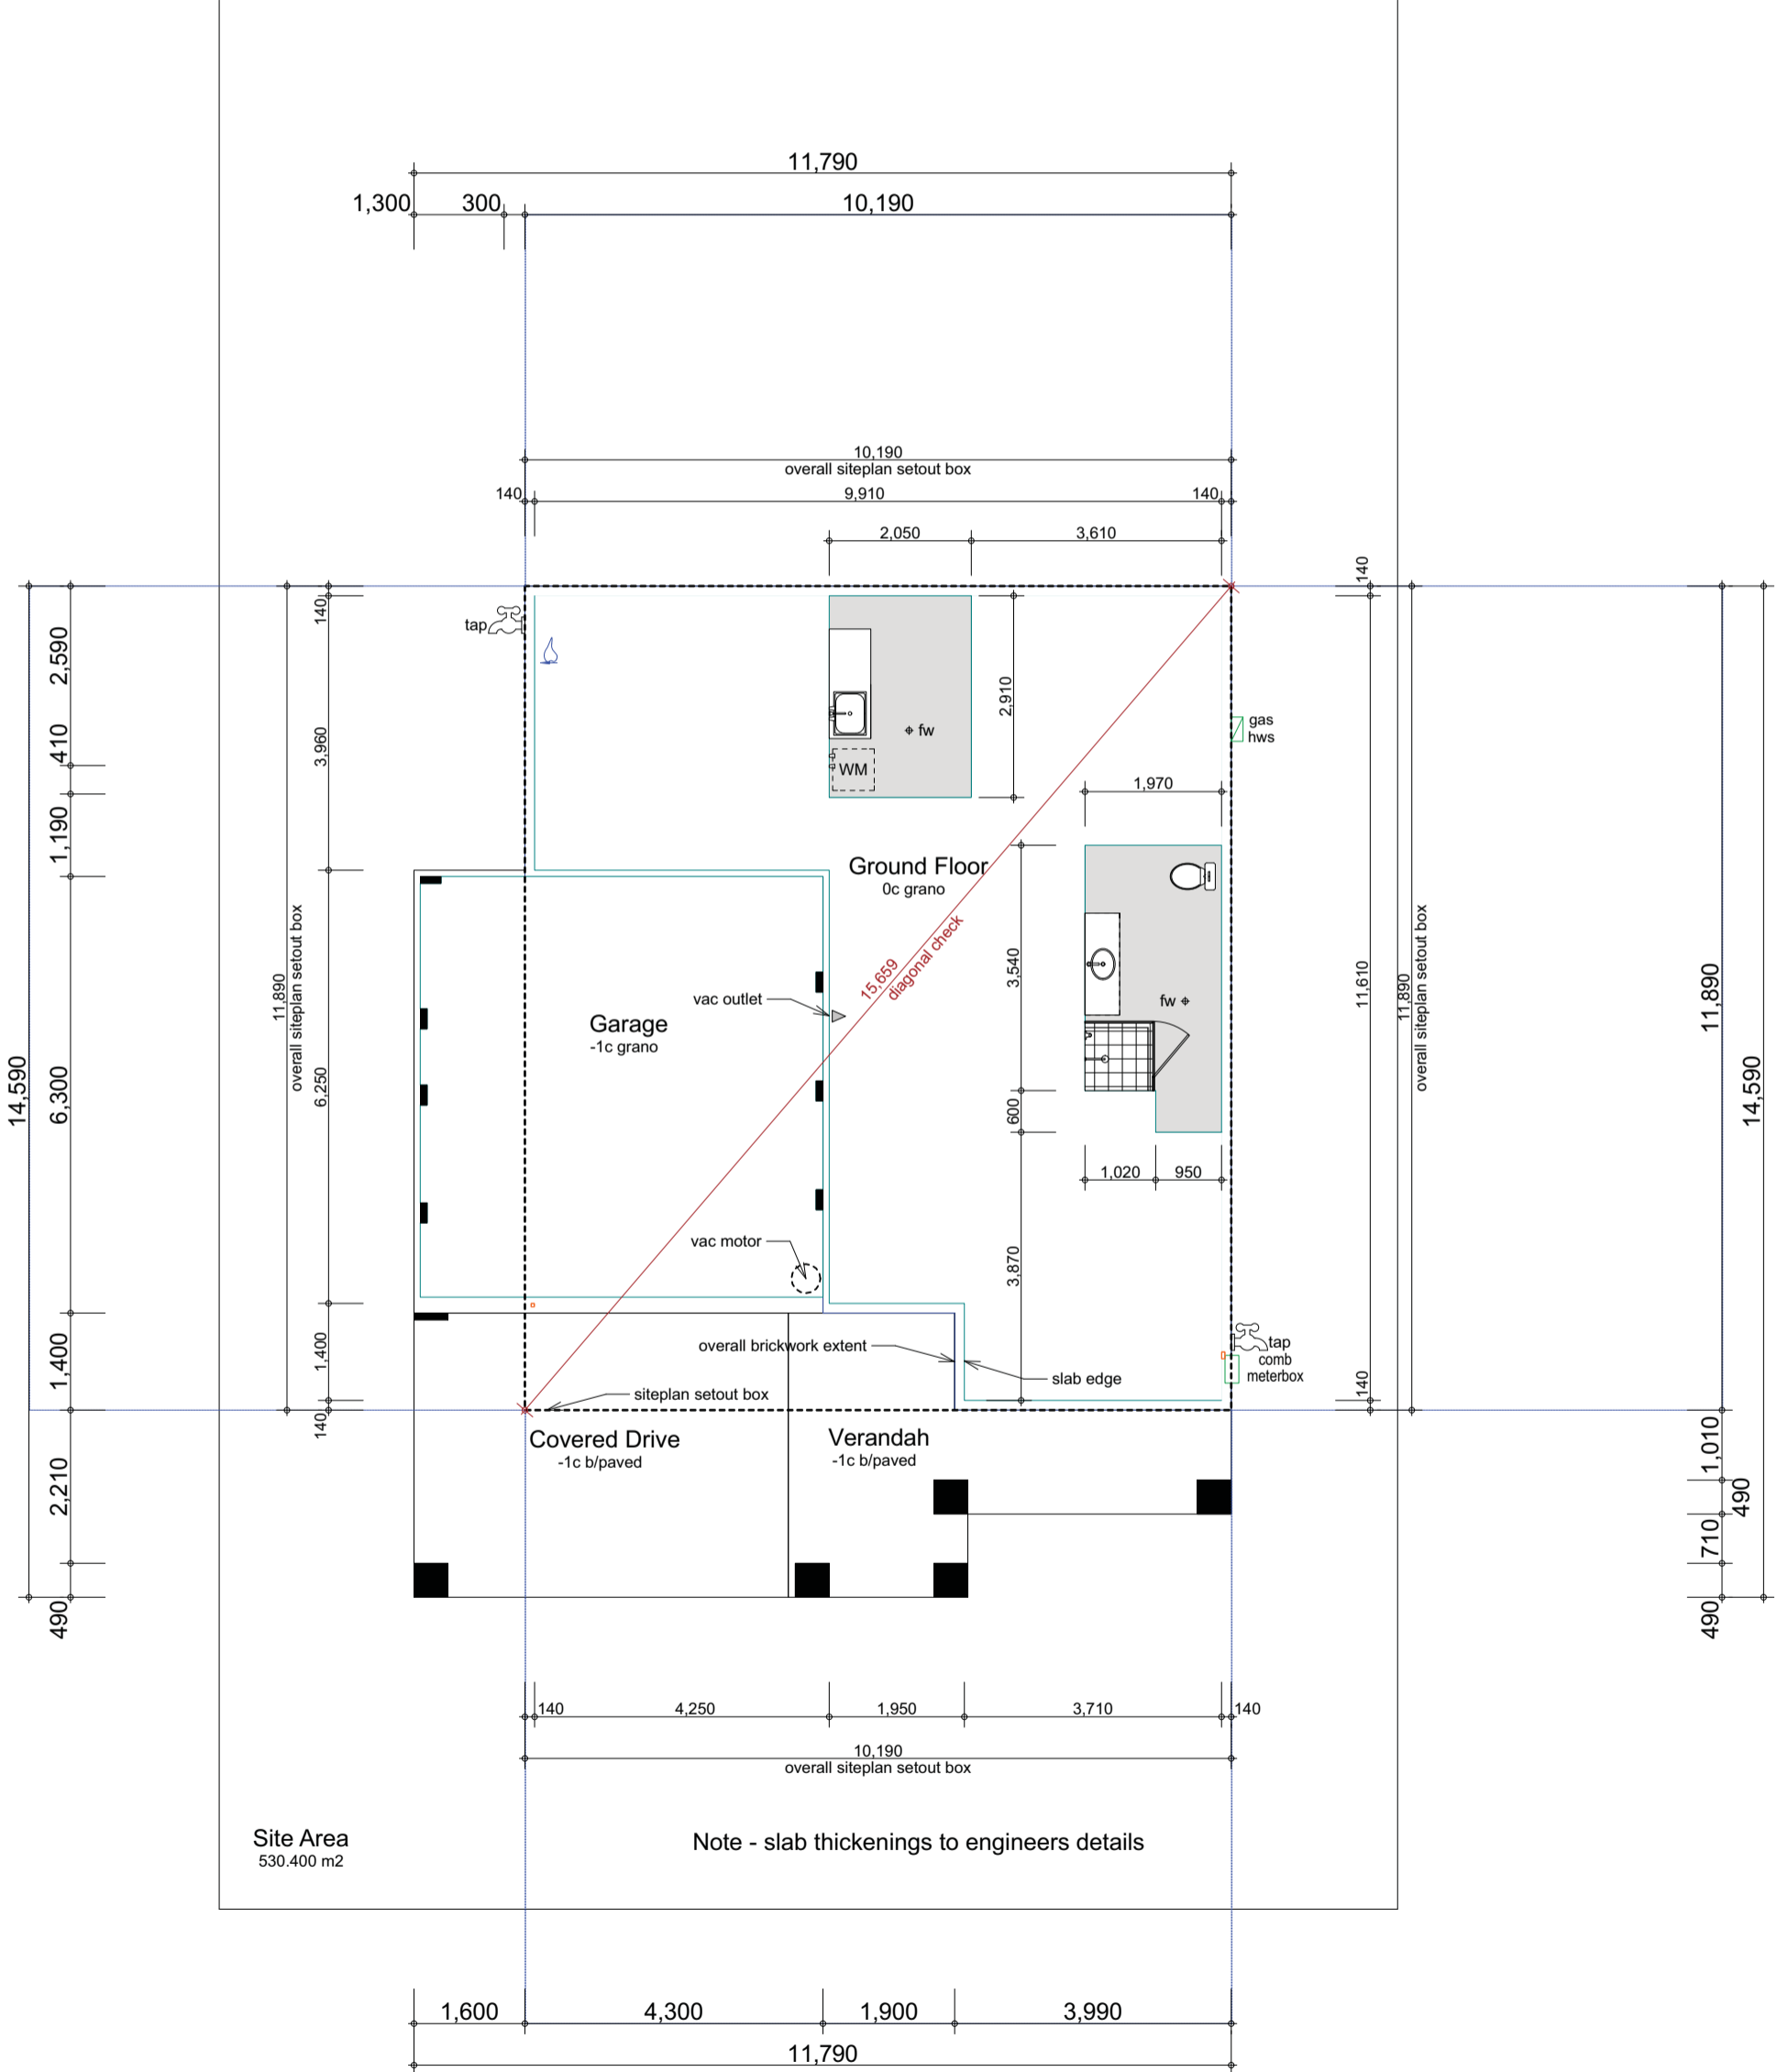 11,790
1,300 300 10,190
10,190
overall siteplan setout box
140 9,910 140
2,050 3,610
140
140
tap
2,590
3,960
410
1,190
2,910
fw
WM
gas
hws
1,970
Ground Floor
0c grano
15,659
diagonal check
3,540
fw
vac outlet
Garage
-1c grano
11,890
overall siteplan setout box
14,590
6,300
6,250
11,610
11,890
overall siteplan setout box
11,890
14,590
600
1,020 950
vac motor
3,870
1,400
1,400
140
overall brickwork extent
slab edge
siteplan setout box
tap
comb
meterbox
140
Covered Drive
-1c b/paved
Verandah
-1c b/paved
2,210
490
1,010
490
710
490
140 4,250 1,950 3,710 140
10,190
overall siteplan setout box
Site Area
530.400 m2
Note - slab thickenings to engineers details
1,600 4,300 1,900 3,990
11,790